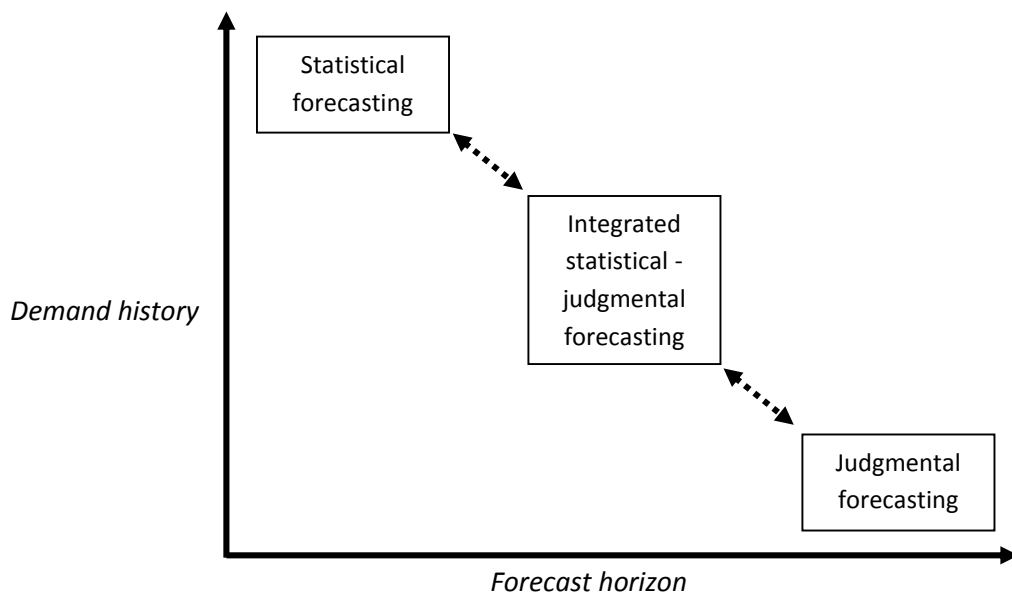 Statistical
forecasting
Integrated
statistical -
judgmental
forecasting
Demand history
Judgmental
forecasting
Forecast horizon